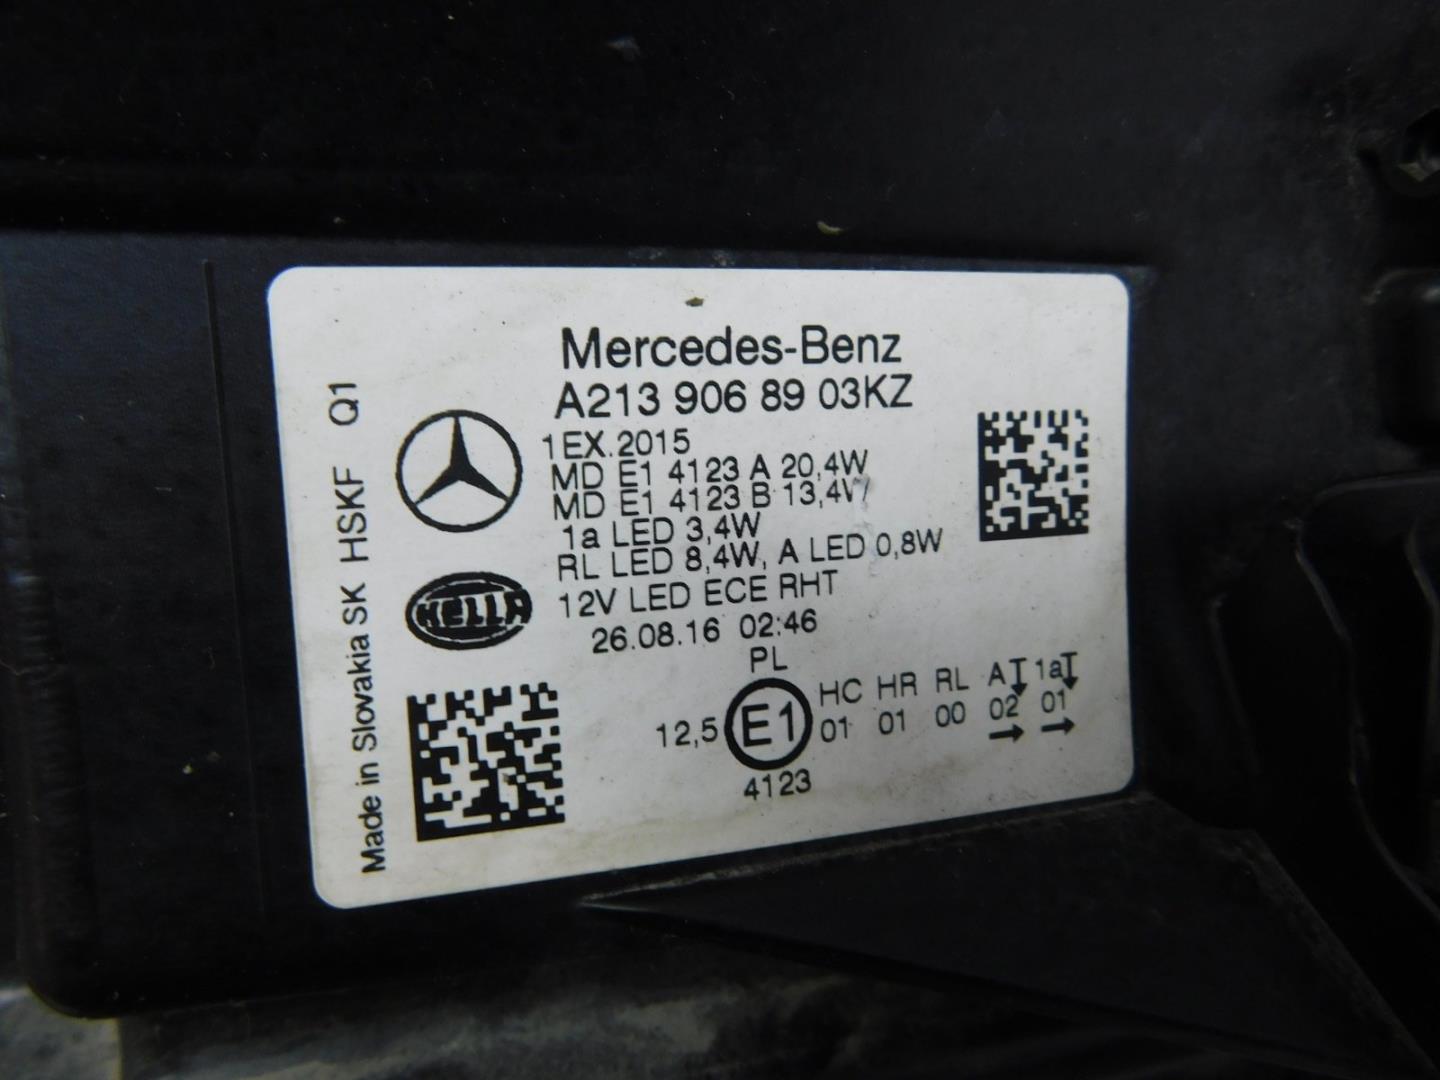 Mercedes-Benz
A213 906 89 03KZ
1EX.2015
MD E1 4123 A 20,4W
MD E1 4123 B 13,4W
1a LED 3,4W
RL LED 8,4W, A LED 0,8W
12V LED ECE RHT
26.08.16 02:46
PL
HC HR RL A 1a
12,5 E1 01 01 00 02 01
4123
HELLA
Made in Slovakia SK HSKF Q1